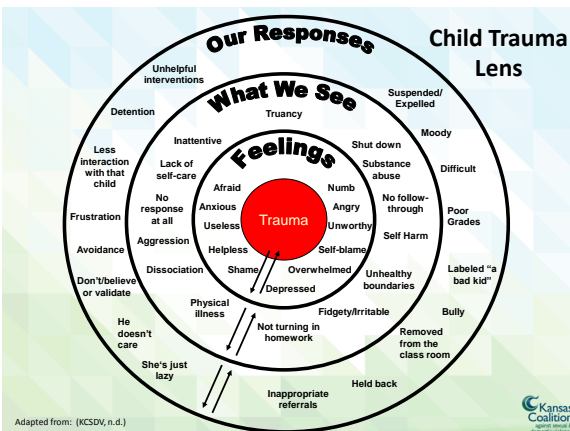 Child Trauma
Lens
Our Responses
Unhelpful
interventions
Detention
Less
interaction
with that
child
Frustration
Avoidance
Don't/believe
or validate
He
doesn't
care
She's just
lazy
Inappropriate
referrals
Held back
Removed from
the class room
Bully
Labeled "a
bad kid"
Poor
Grades
Difficult
Moody
Suspended/
Expelled
What We See
Truancy
Inattentive
Lack of
self-care
No
response
at all
Aggression
Dissociation
Physical
illness
Not turning in
homework
Fidgety/Irritable
Unhealthy
boundaries
Self Harm
No follow-
through
Substance
abuse
Shut down
Feelings
Afraid
Anxious
Useless
Helpless
Shame
Depressed
Overwhelmed
Self-blame
Unworthy
Angry
Numb
Trauma
Adapted from: (KCSDV, n.d.)
Kansas
Coalition
against sexual